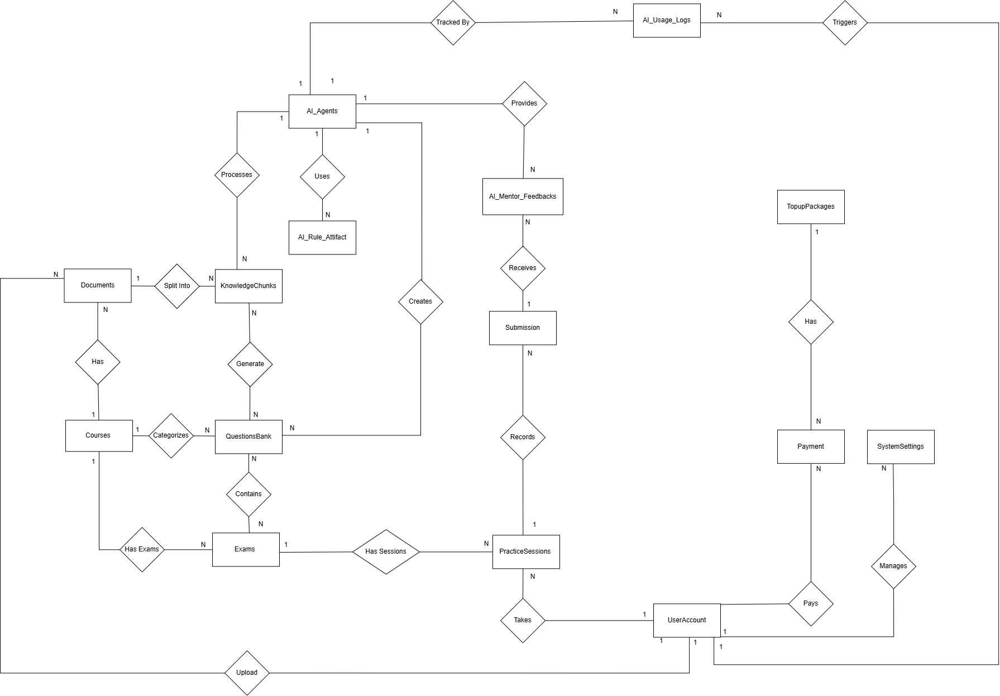 N
N
Tracked By
AI_Usage_Logs
Triggers
1
1
1
Provides
AI_Agents
1
1
1
1
Processes
Uses
N
N
AI_Mentor_Feedbacks
TopupPackages
N
1
AI_Rule_Attifact
N
Receives
N
1
N
N
Documents
Split Into
KnowledgeChunks
Creates
1
N
N
Has
Submission
N
Has
Generate
1
N
N
N
1
N
Courses
Categorizes
QuestionsBank
Records
Payment
SystemSettings
1
N
N
N
Contains
N
1
Has Exams
N
Exams
1
Has Sessions
N
PracticeSessions
N
Manages
Pays
1
Takes
UserAccount
1
1
1
1
Upload